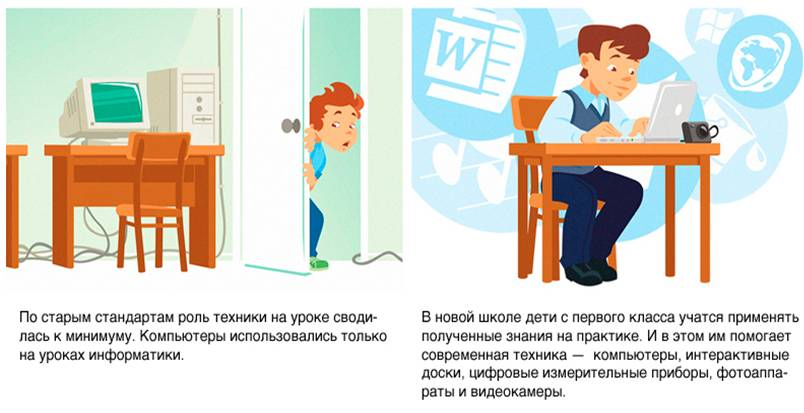 W
По старым стандартам роль техники на уроке своди-
лась к минимуму. Компьютеры использовались только
на уроках информатики.
В новой школе дети с первого класса учатся применять
полученные знания на практике. И в этом им помогает
современная техника — компьютеры, интерактивные
доски, цифровые измерительные приборы, фотоаппа-
раты и видеокамеры.